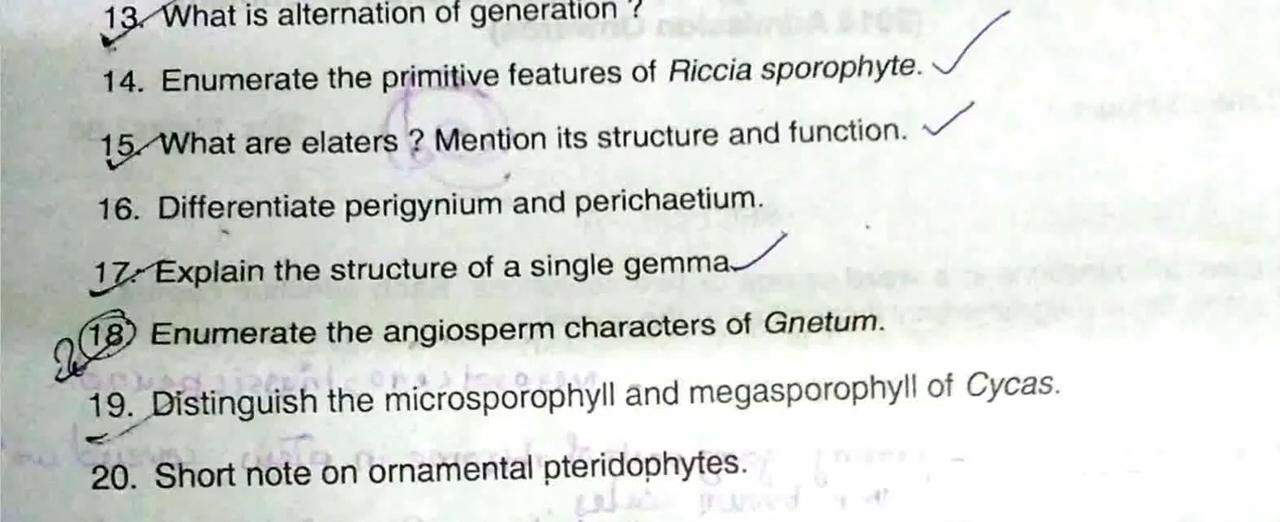 13. What is alternation of generation ?
14. Enumerate the primitive features of Riccia sporophyte.
15. What are elaters ? Mention its structure and function.
16. Differentiate perigynium and perichaetium.
17. Explain the structure of a single gemma.
18 Enumerate the angiosperm characters of Gnetum.
19. Distinguish the microsporophyll and megasporophyll of Cycas.
20. Short note on ornamental pteridophytes.